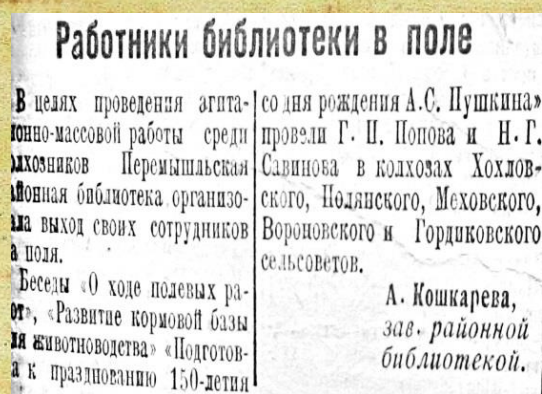 Работники библиотеки в поле
В целях проведения агита-
ционно-массовой работы среди
колхозников Перемышльская
районная библиотека организо-
вала выход своих сотрудников
на поля.
Беседы «О ходе полевых ра-
бот», «Развитие кормовой базы
для животноводства» «Подготов-
ка к празднованию 150-летия
со дня рождения А.С. Пушкина»
провели Г. П. Попова и Н. Г.
Савинова в колхозах Хохлов-
ского, Полянского, Меховского,
Вороновского и Гордиковского
сельсоветов.
А. Кошкарева,
зав. районной
библиотекой.